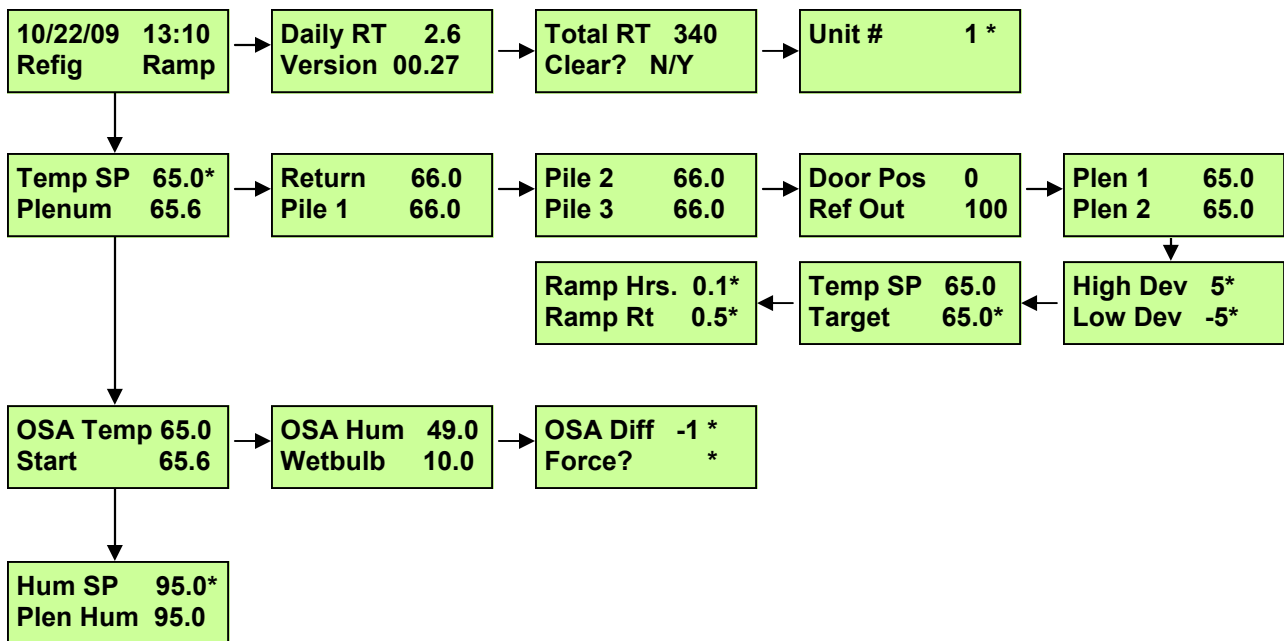 10/22/09 13:10
Refig Ramp
Daily RT 2.6
Version 00.27
Total RT 340
Clear? N/Y
Unit # 1 *
Temp SP 65.0*
Plenum 65.6
Return 66.0
Pile 1 66.0
Pile 2 66.0
Pile 3 66.0
Door Pos 0
Ref Out 100
Plen 1 65.0
Plen 2 65.0
Ramp Hrs. 0.1*
Ramp Rt 0.5*
Temp SP 65.0
Target 65.0*
High Dev 5*
Low Dev -5*
OSA Temp 65.0
Start 65.6
OSA Hum 49.0
Wetbulb 10.0
OSA Diff -1 *
Force? *
Hum SP 95.0*
Plen Hum 95.0